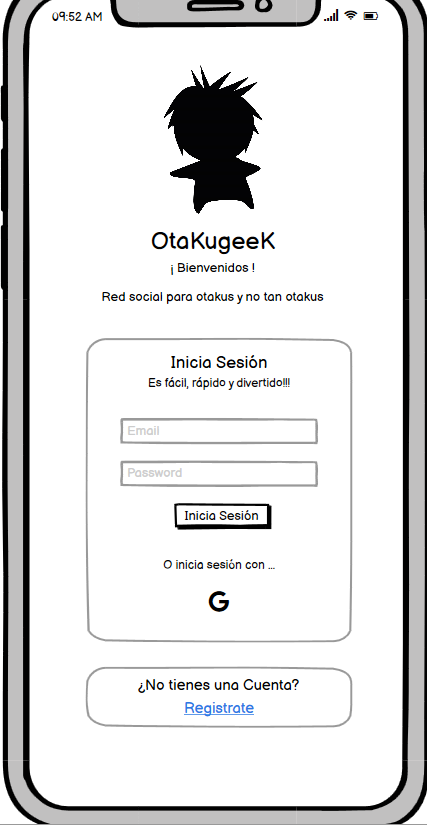 09:52 AM
OtaKugeeK
¡ Bienvenidos !
Red social para otakus y no tan otakus
Inicia Sesión
Es fácil, rápido y divertido!!!
Email
Password
Inicia Sesión
O inicia sesión con ...
G
¿No tienes una Cuenta?
Registrate